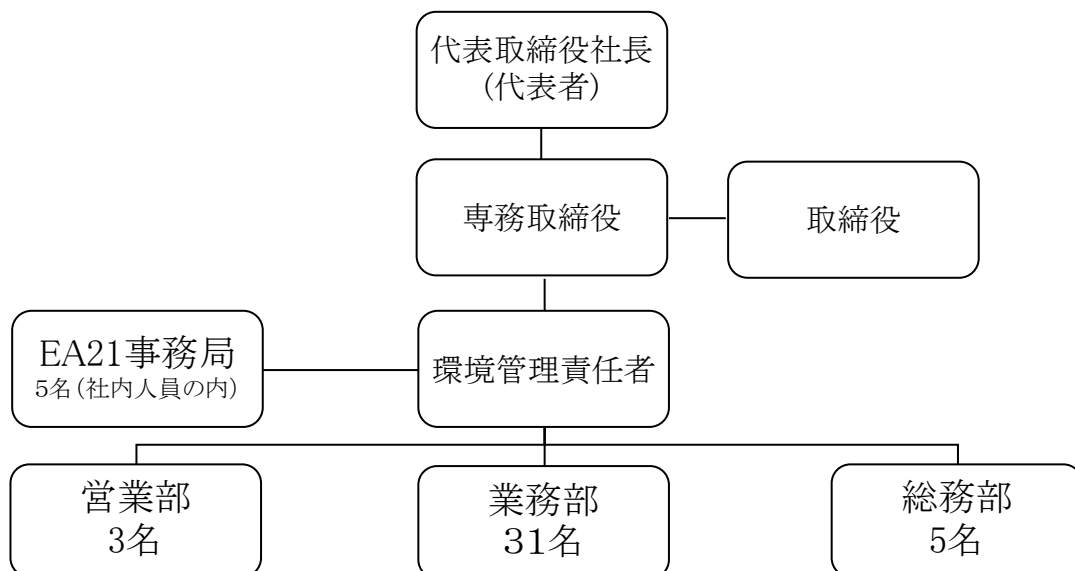 代表取締役社長
(代表者)
専務取締役
取締役
EA21事務局
5名(社内人員の内)
環境管理責任者
営業部
3名
業務部
31名
総務部
5名